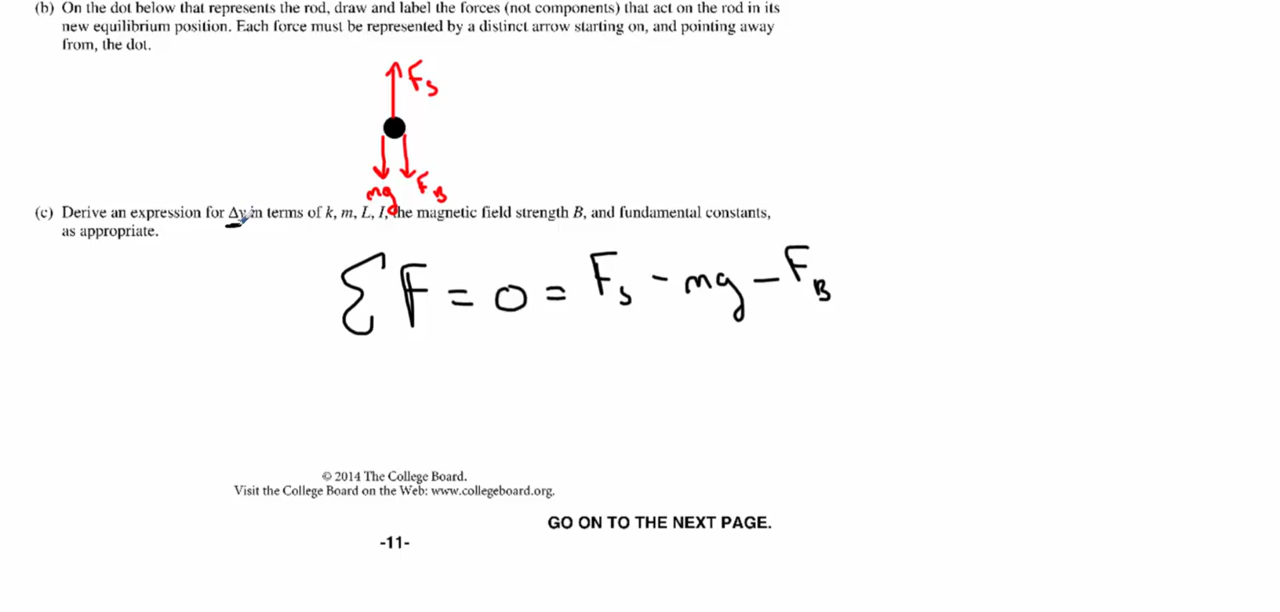 (b) On the dot below that represents the rod, draw and label the forces (not components) that act on the rod in its
new equilibrium position. Each force must be represented by a distinct arrow starting on, and pointing away
from, the dot.
Fs
mg FB
(c) Derive an expression for Δy in terms of k, m, L, I, the magnetic field strength B, and fundamental constants,
as appropriate.
ΣF = 0 = Fs - mg - FB
© 2014 The College Board.
Visit the College Board on the Web: www.collegeboard.org.
GO ON TO THE NEXT PAGE.
-11-